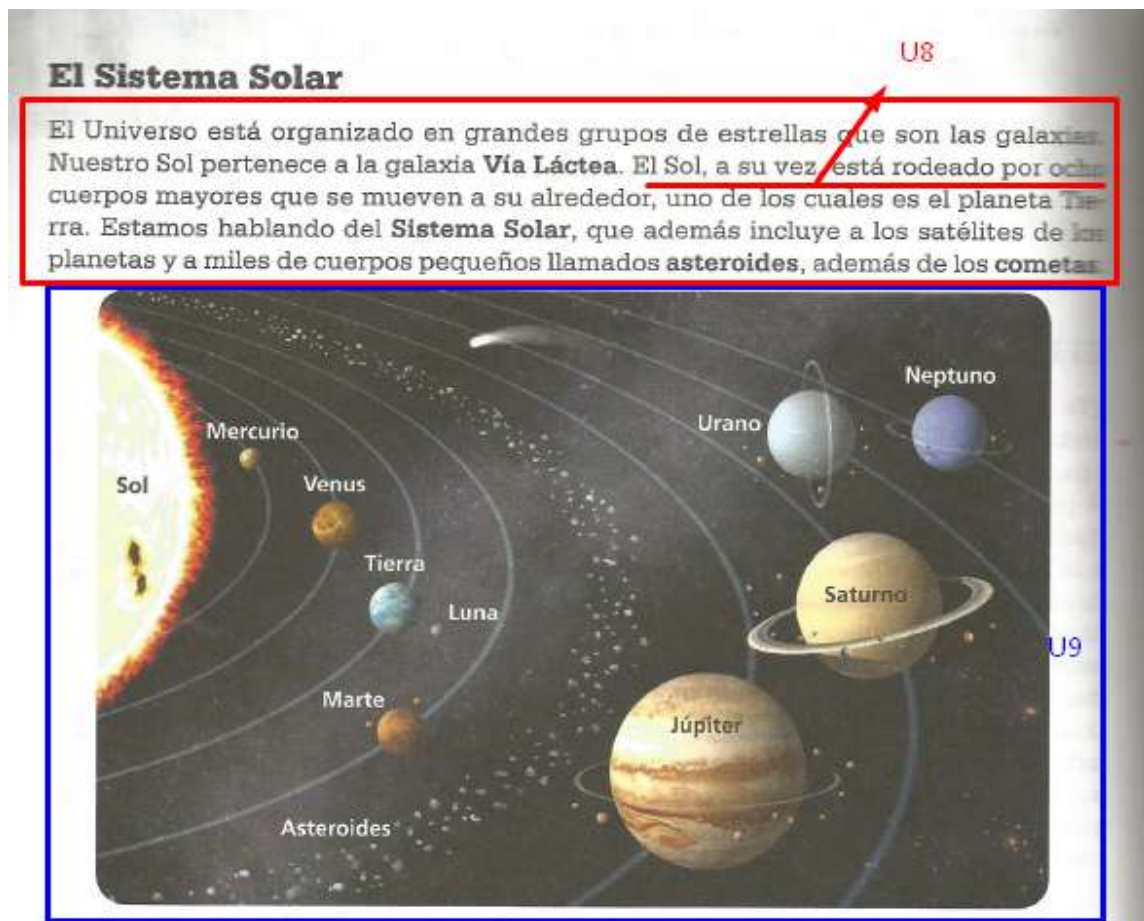 U8
El Sistema Solar
El Universo está organizado en grandes grupos de estrellas que son las galaxias.
Nuestro Sol pertenece a la galaxia Vía Láctea. El Sol, a su vez, está rodeado por ocho
cuerpos mayores que se mueven a su alrededor, uno de los cuales es el planeta Tie-
rra. Estamos hablando del Sistema Solar, que además incluye a los satélites de los
planetas y a miles de cuerpos pequeños llamados asteroides, además de los cometas.
Neptuno
Urano
Mercurio
Sol
Venus
Tierra
Luna
Saturno
U9
Marte
Júpiter
Asteroides